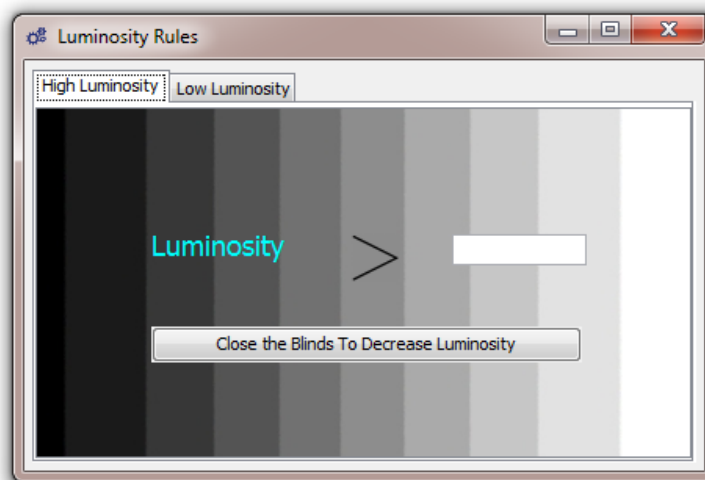 Luminosity Rules
High Luminosity Low Luminosity
Luminosity >
Close the Blinds To Decrease Luminosity